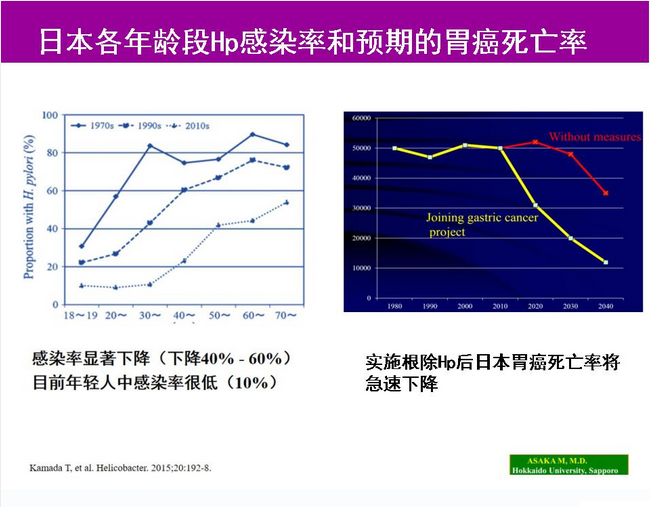 日本各年龄段Hp感染率和预期的胃癌死亡率
Proportion with H. pylori (%)
100
80
60
40
20
0
1970s 1990s 2010s
18～19 20～ 30～ 40～ 50～ 60～ 70～
60000
50000
40000
30000
20000
10000
0
Without measures
Joining gastric cancer
project
1980 1990 2000 2010 2020 2030 2040
感染率显著下降（下降40% - 60%）
目前年轻人中感染率很低（10%）
实施根除Hp后日本胃癌死亡率将
急速下降
Kamada T, et al. Helicobacter. 2015;20:192-8.
ASAKA M, M.D.
Hokkaido University, Sapporo